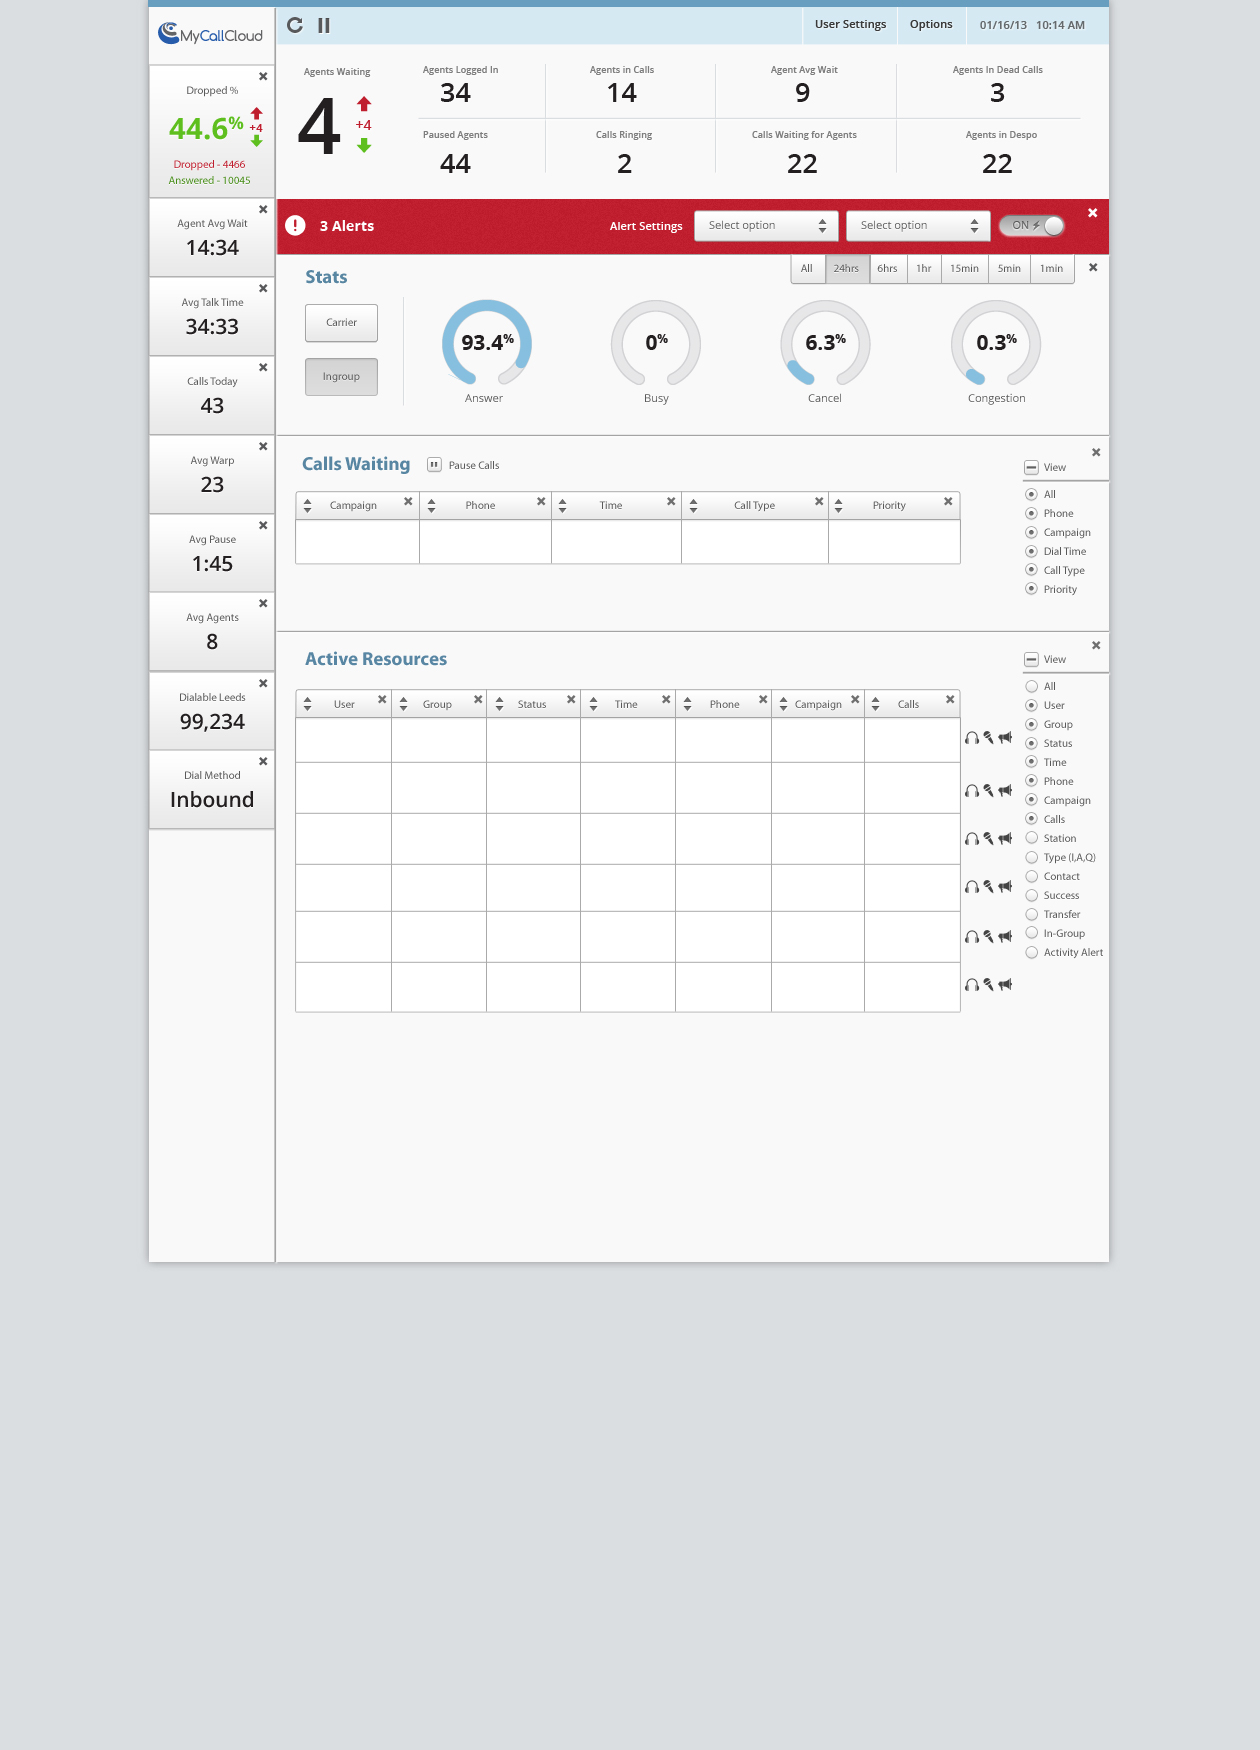 MyCallCloud
User Settings
Options
01/16/13 10:14 AM
Dropped %
44.6%
+4
Dropped - 4466
Answered - 10045
Agent Avg Wait
14:34
Avg Talk Time
34:33
Calls Today
43
Avg Warp
23
Avg Pause
1:45
Avg Agents
8
Dialable Leeds
99,234
Dial Method
Inbound
Agents Waiting
4
+4
Agents Logged In
34
Agents in Calls
14
Agent Avg Wait
9
Agents In Dead Calls
3
Paused Agents
44
Calls Ringing
2
Calls Waiting for Agents
22
Agents in Despo
22
3 Alerts
Alert Settings
Select option
Select option
ON
Stats
All 24hrs 6hrs 1hr 15min 5min 1min
Carrier
Ingroup
93.4%
Answer
0%
Busy
6.3%
Cancel
0.3%
Congestion
Calls Waiting
Pause Calls
Campaign Phone Time Call Type Priority
View
All
Phone
Campaign
Dial Time
Call Type
Priority
Active Resources
User Group Status Time Phone Campaign Calls
View
All
User
Group
Status
Time
Phone
Campaign
Calls
Station
Type (I,A,Q)
Contact
Success
Transfer
In-Group
Activity Alert